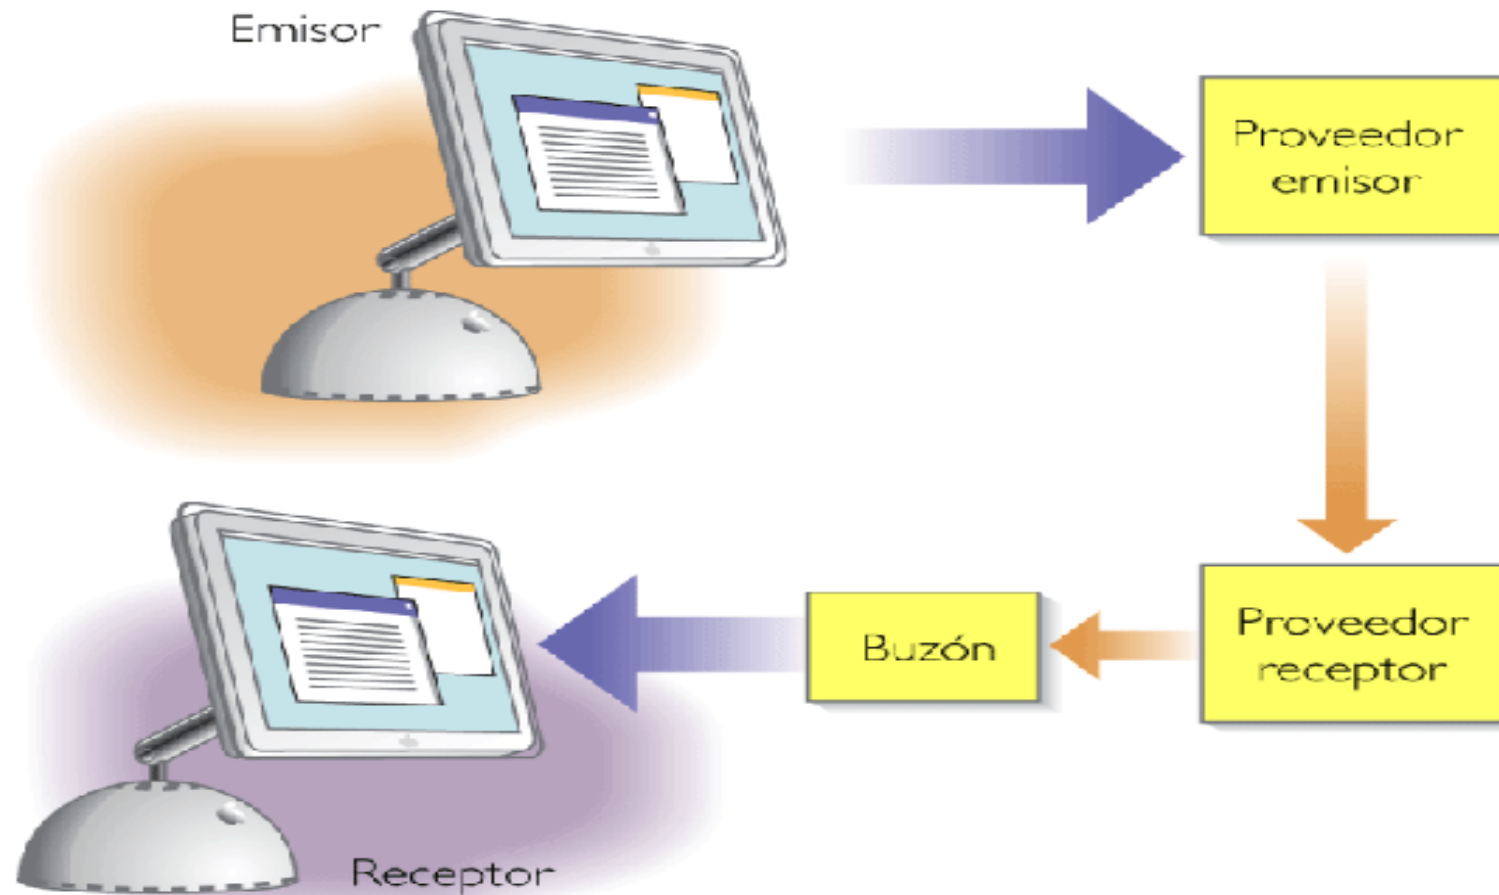 Emisor
Proveedor
emisor
Proveedor
receptor
Buzón
Receptor